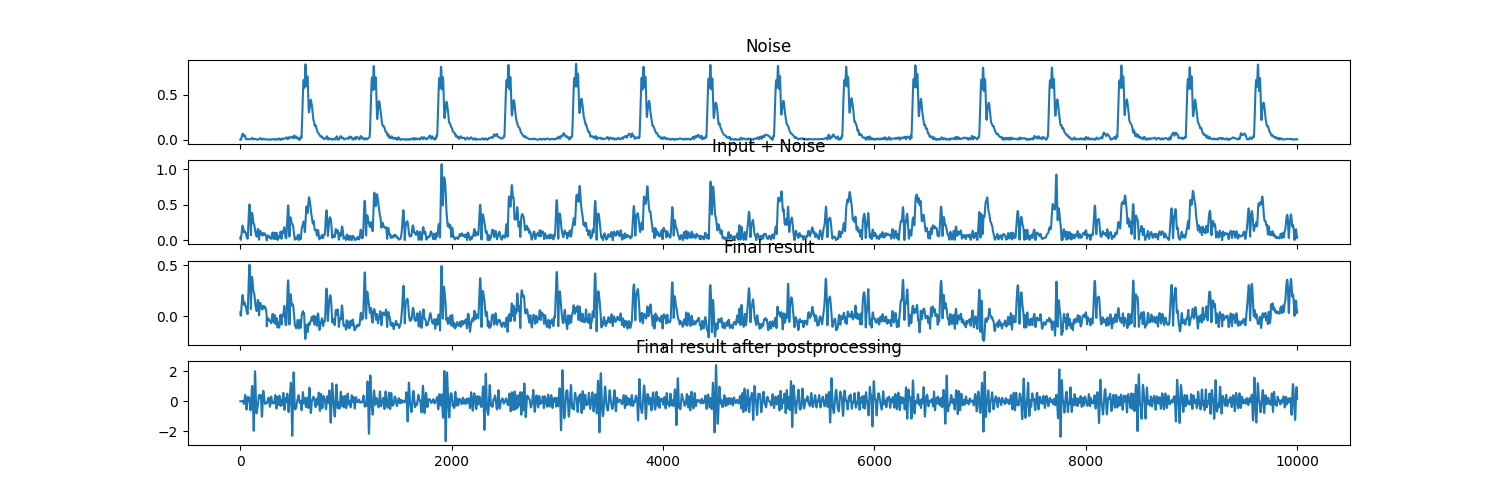 Noise
0.5
0.0
Input + Noise
1.0
0.5
0.0
Final result
0.5
0.0
Final result after postprocessing
2
0
−2
0 2000 4000 6000 8000 10000